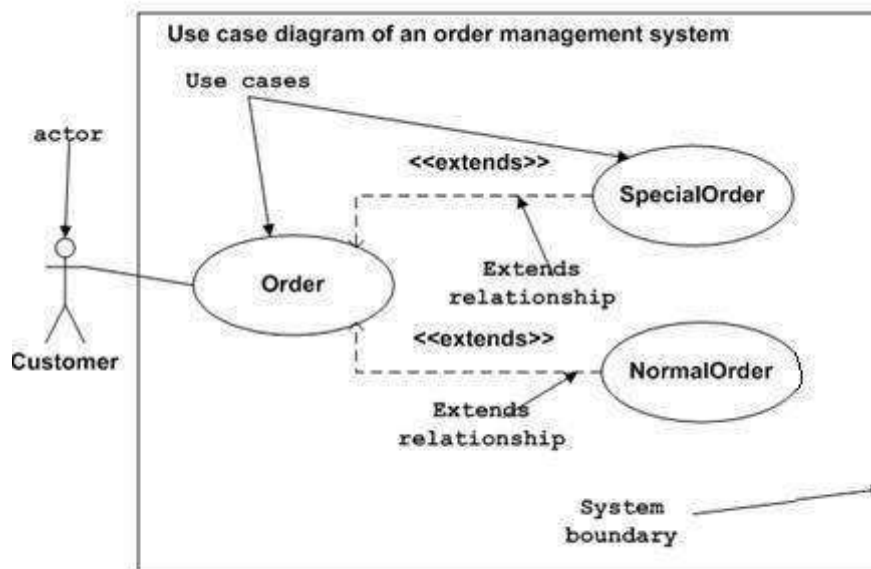 Use case diagram of an order management system
Use cases
actor
<<extends>>
SpecialOrder
Order
Extends
relationship
<<extends>>
Customer
NormalOrder
Extends
relationship
System
boundary